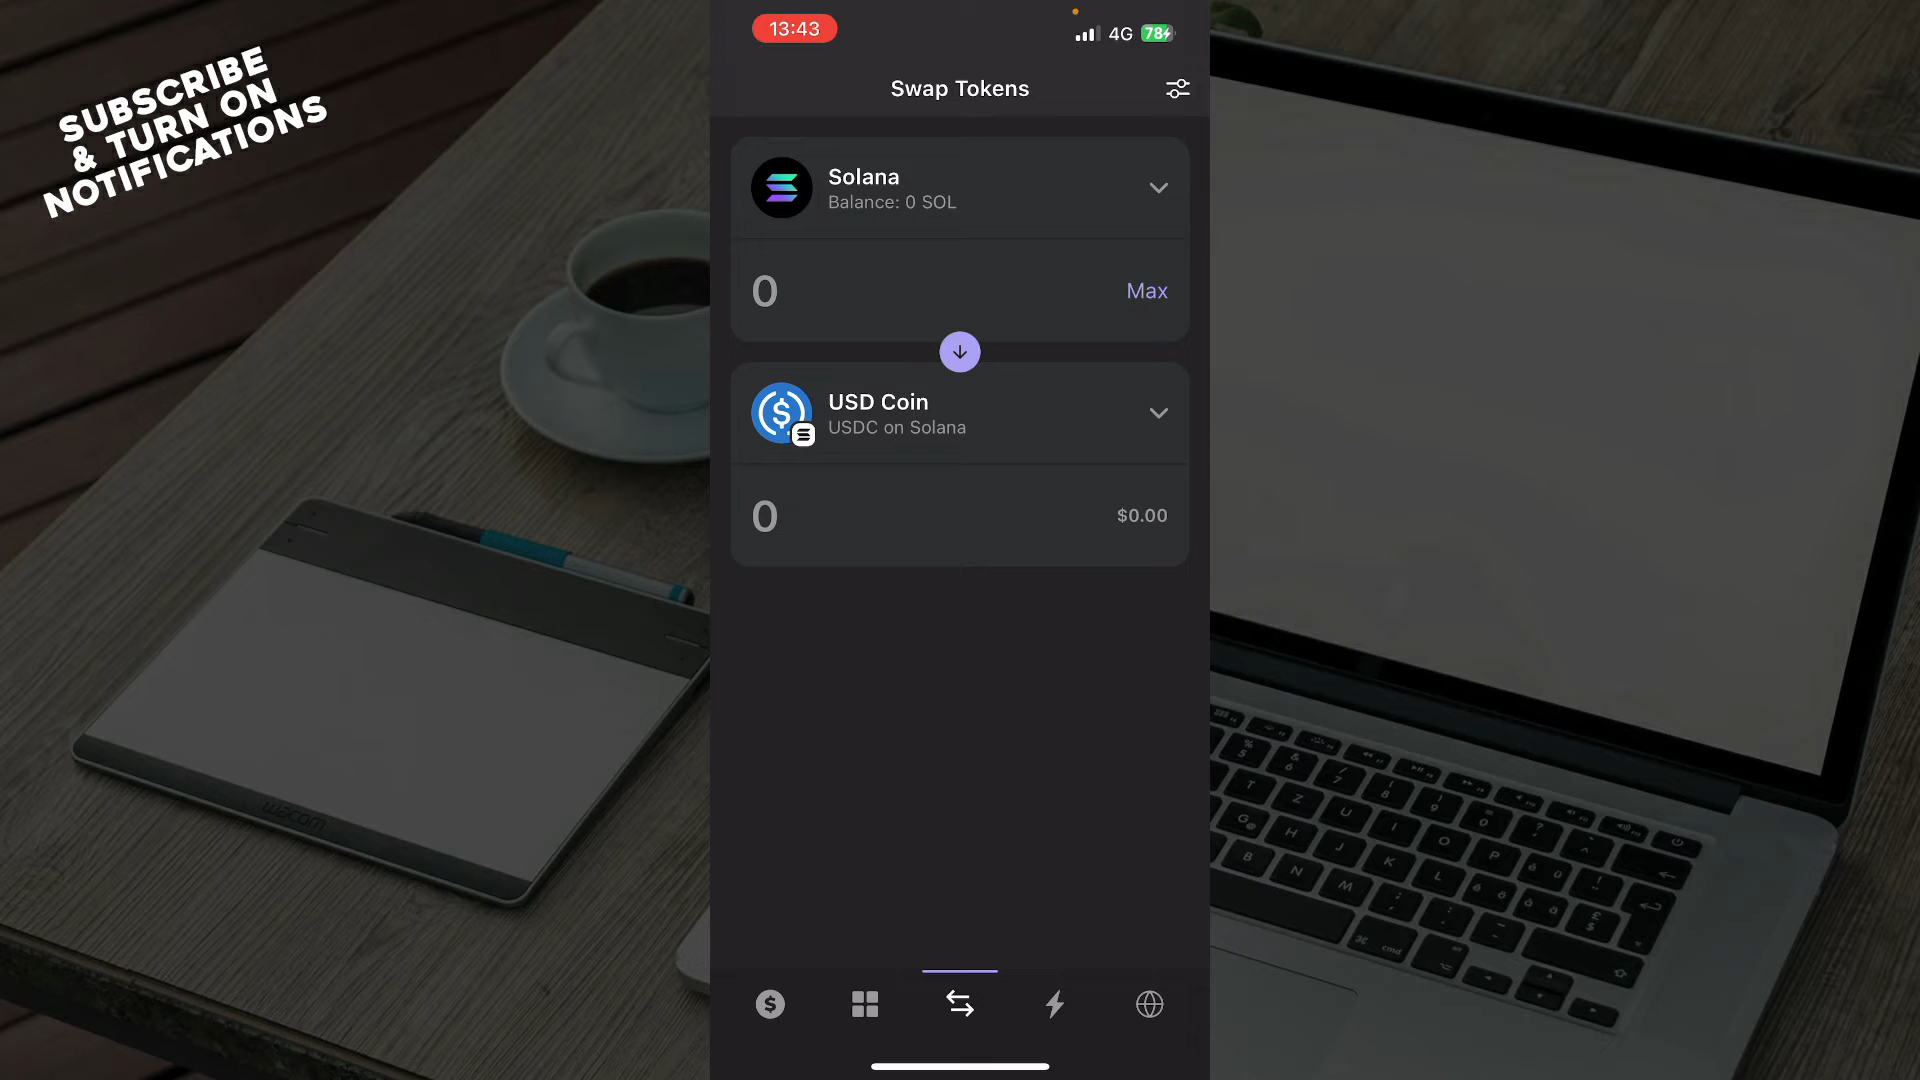 SUBSCRIBE
& TURN ON
NOTIFICATIONS
13:43
4G
78
Swap Tokens
Solana
Balance: 0 SOL
0
Max
USD Coin
USDC on Solana
0
$0.00
wacom